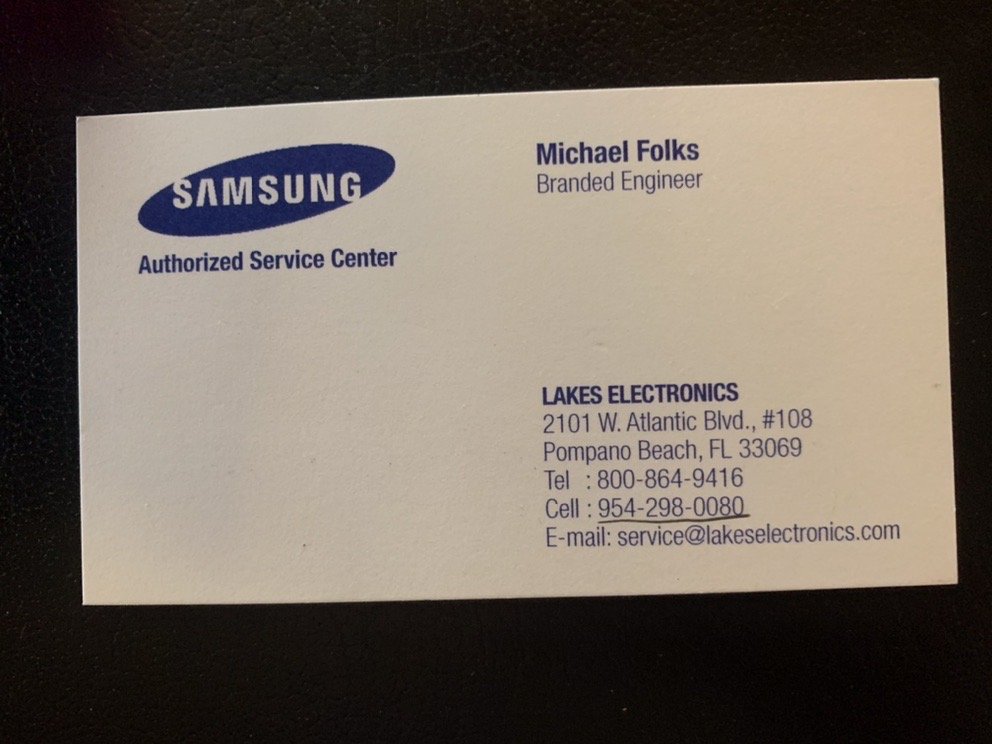 SAMSUNG
Authorized Service Center
Michael Folks
Branded Engineer
LAKES ELECTRONICS
2101 W. Atlantic Blvd., #108
Pompano Beach, FL 33069
Tel : 800-864-9416
Cell : 954-298-0080
E-mail: service@lakeselectronics.com